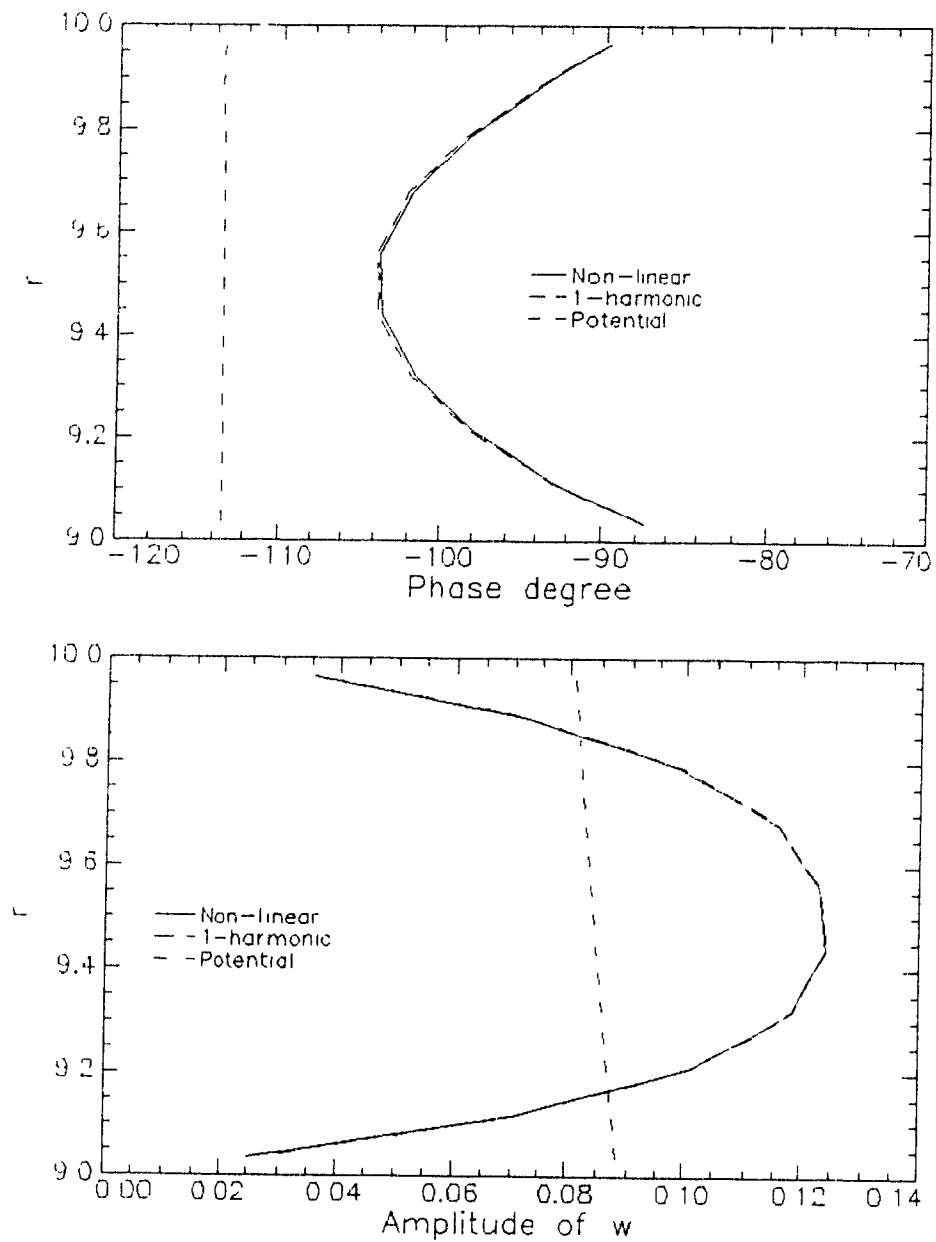 10 0
9 8
9 6
r
9 4
9.2
9 0
Non-linear
1-harmonic
Potential
-120 -110 -100 -90 -80 -70
Phase degree
10 0
9 8
9 6
r
9.4
9 2
9 0
Non-linear
1-harmonic
Potential
0 00 0 02 0 04 0.06 0.08 0 10 0 12 0 14
Amplitude of w